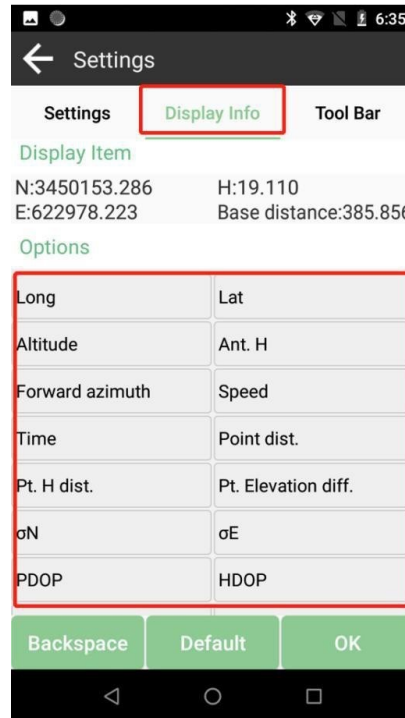 6:35
Settings
Settings Display Info Tool Bar
Display Item
N:3450153.286 H:19.110
E:622978.223 Base distance:385.856
Options
Long Lat
Altitude Ant. H
Forward azimuth Speed
Time Point dist.
Pt. H dist. Pt. Elevation diff.
σN σE
PDOP HDOP
Backspace Default OK